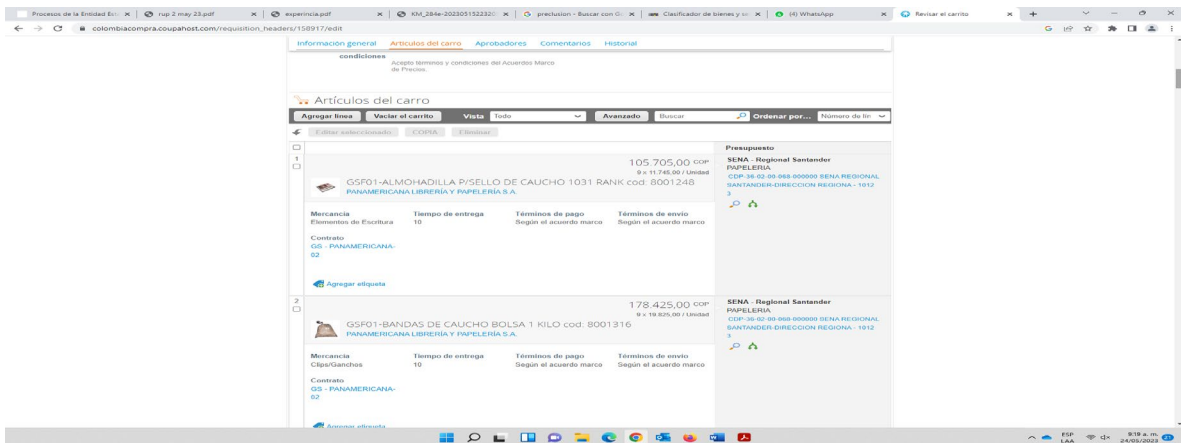 Procesos de la Entidad Est
rup 2 may 23.pdf
experincia.pdf
KM_284e-2023051522320
preclusion - Buscar con G
Clasificador de bienes y se
(4) WhatsApp
Revisar el carrito
colombiacompra.coupahost.com/requisition_headers/158917/edit
Información general Artículos del carro Aprobadores Comentarios Historial
condiciones
Acepto términos y condiciones del Acuerdos Marco
de Precios.
Artículos del carro
Agregar línea Vaciar el carrito Vista Todo Avanzado Buscar Ordenar por... Número de lín
Editar seleccionado COPIA Eliminar
Presupuesto
1
105.705,00 COP
9 x 11.745,00 / Unidad
GSF01-ALMOHADILLA P/SELLO DE CAUCHO 1031 RANK cod: 8001248
PANAMERICANA LIBRERÍA Y PAPELERÍA S.A.
SENA - Regional Santander
PAPELERIA
CDP-36-02-00-068-000000 SENA REGIONAL
SANTANDER-DIRECCION REGIONA - 1012
3
Mercancía Tiempo de entrega Términos de pago Términos de envío
Elementos de Escritura 10 Según el acuerdo marco Según el acuerdo marco
Contrato
GS - PANAMERICANA-
02
Agregar etiqueta
2
178.425,00 COP
9 x 19.825,00 / Unidad
GSF01-BANDAS DE CAUCHO BOLSA 1 KILO cod: 8001316
PANAMERICANA LIBRERÍA Y PAPELERÍA S.A.
SENA - Regional Santander
PAPELERIA
CDP-36-02-00-068-000000 SENA REGIONAL
SANTANDER-DIRECCION REGIONA - 1012
3
Mercancía Tiempo de entrega Términos de pago Términos de envío
Clips/Ganchos 10 Según el acuerdo marco Según el acuerdo marco
Contrato
GS - PANAMERICANA-
02
Agregar etiqueta
ESP
LAA
9:19 a. m.
24/05/2023